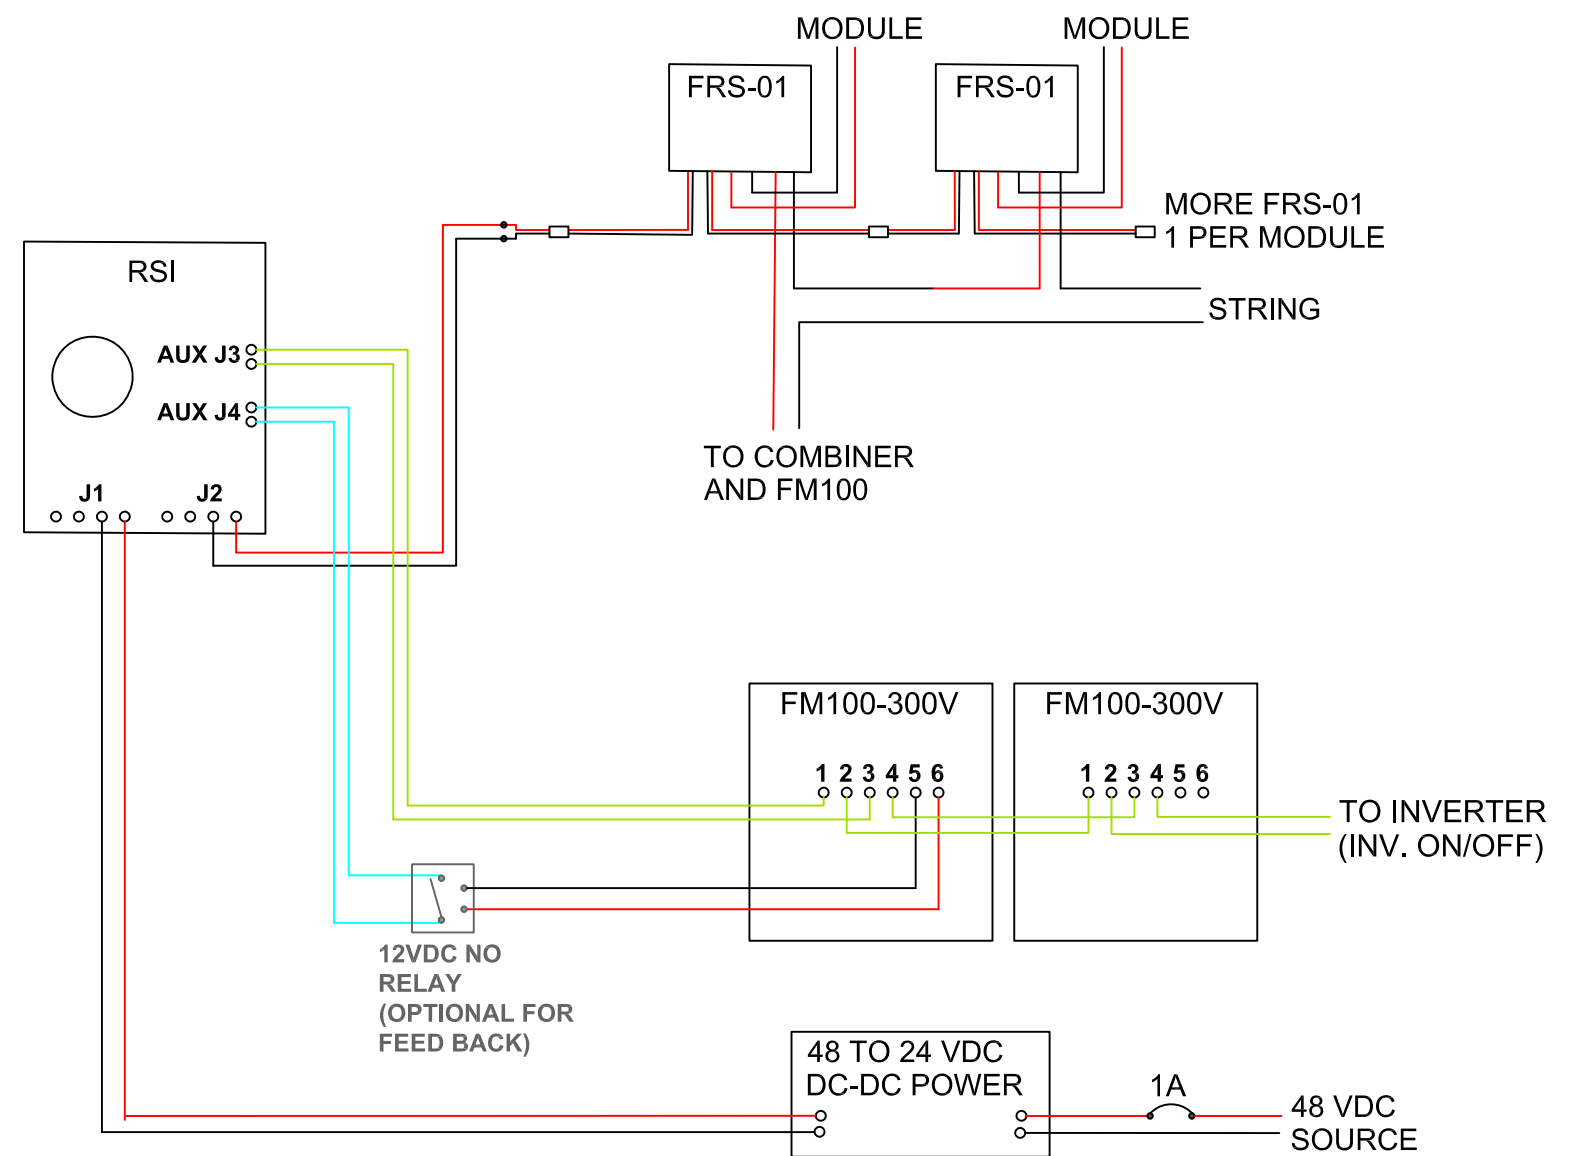 MODULE
MODULE
FRS-01
FRS-01
MORE FRS-01
1 PER MODULE
RSI
STRING
AUX J3
AUX J4
TO COMBINER
AND FM100
J1
J2
FM100-300V
FM100-300V
1 2 3 4 5 6
1 2 3 4 5 6
TO INVERTER
(INV. ON/OFF)
12VDC NO
RELAY
(OPTIONAL FOR
FEED BACK)
48 TO 24 VDC
DC-DC POWER
1A
48 VDC
SOURCE